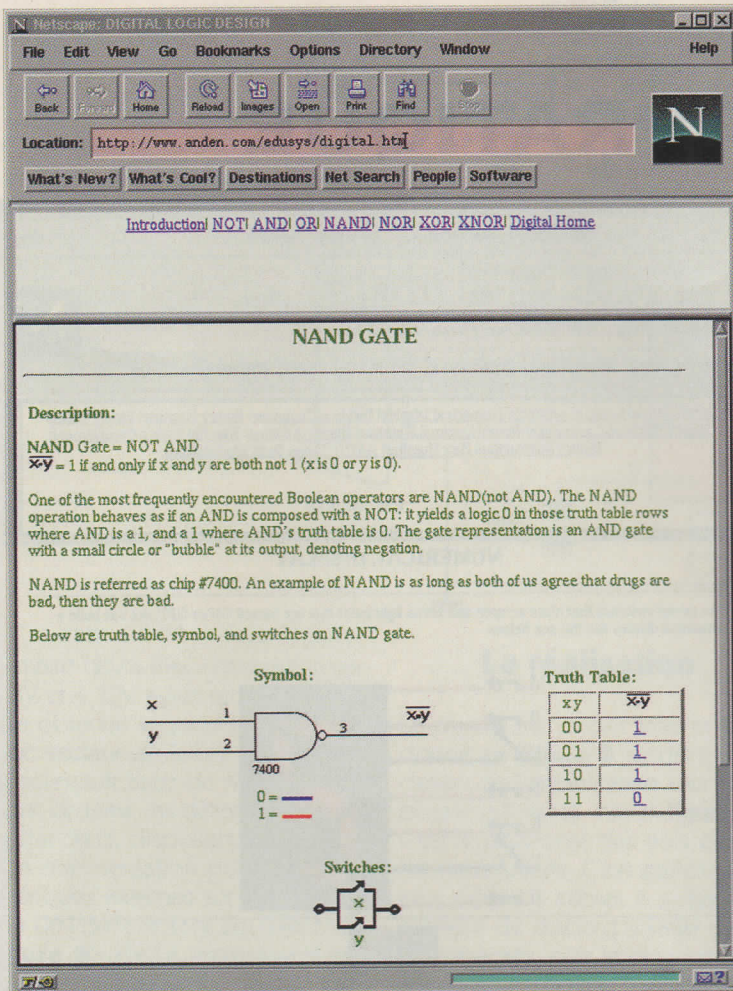 Netscape: DIGITAL LOGIC DESIGN
File Edit View Go Bookmarks Options Directory Window Help
Back Forward Home Reload Images Open Print Find Stop
N
Location: http://www.anden.com/edusys/digital.htm
What's New? What's Cool? Destinations Net Search People Software
Introduction| NOT| AND| OR| NAND| NOR| XOR| XNOR| Digital Home
NAND GATE
Description:
NAND Gate = NOT AND
x•y = 1 if and only if x and y are both not 1 (x is 0 or y is 0).
One of the most frequently encountered Boolean operators are NAND(not AND). The NAND
operation behaves as if an AND is composed with a NOT: it yields a logic 0 in those truth table rows
where AND is a 1, and a 1 where AND's truth table is 0. The gate representation is an AND gate
with a small circle or "bubble" at its output, denoting negation.
NAND is referred as chip #7400. An example of NAND is as long as both of us agree that drugs are
bad, then they are bad.
Below are truth table, symbol, and switches on NAND gate.
Symbol:
x 1
y 2
3 x•y
7400
0 =
1 =
Truth Table:
x y x•y
00 1
01 1
10 1
11 0
Switches:
x
y